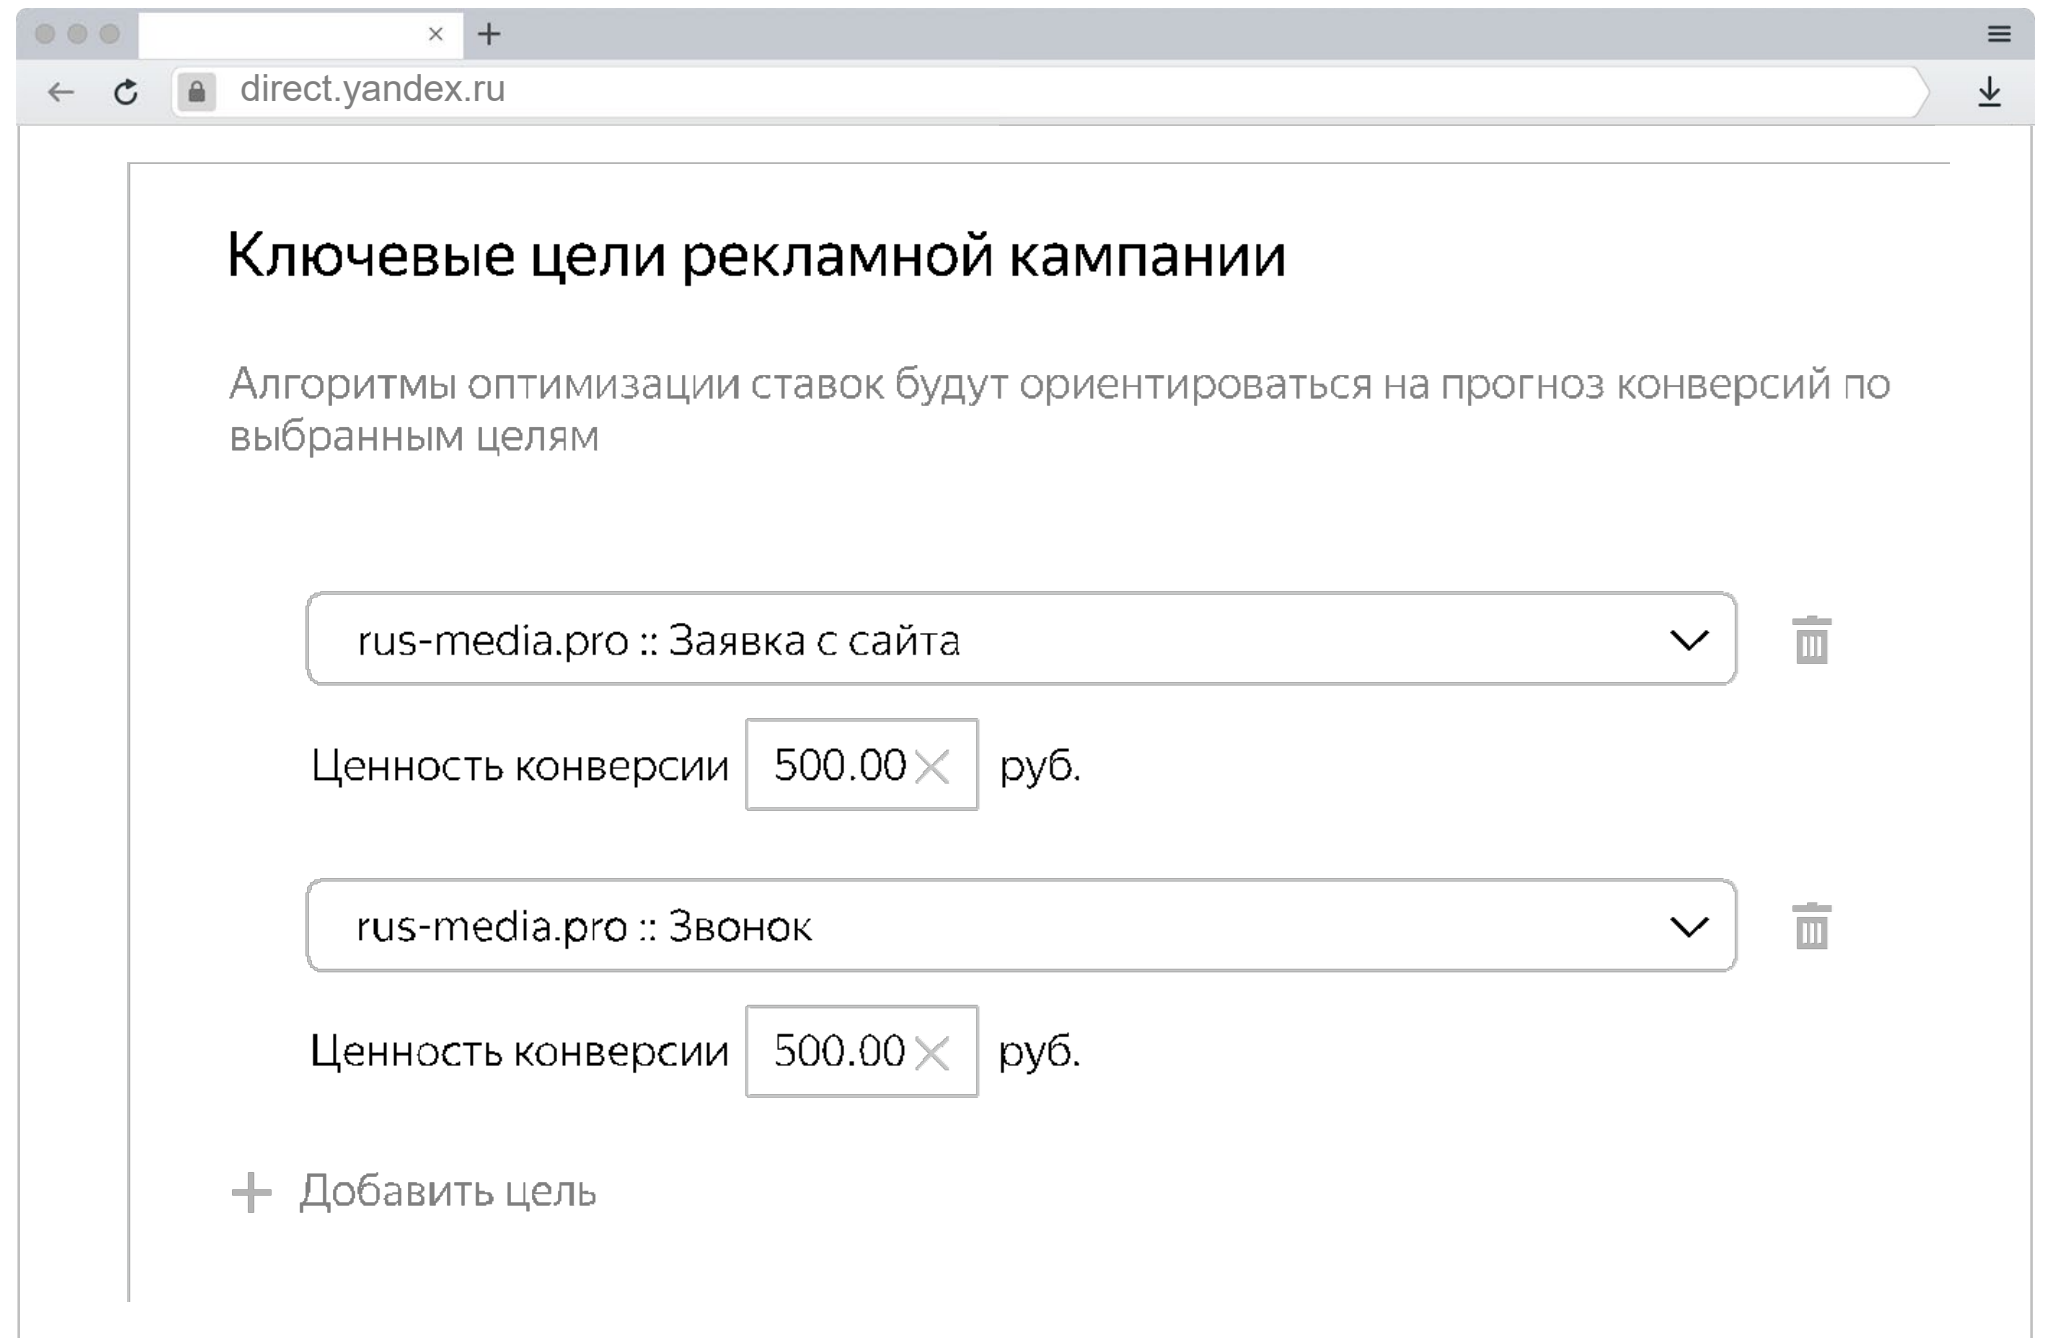 direct.yandex.ru
Ключевые цели рекламной кампании
Алгоритмы оптимизации ставок будут ориентироваться на прогноз конверсий по
выбранным целям
rus-media.pro :: Заявка с сайта
Ценность конверсии 500.00 руб.
rus-media.pro :: Звонок
Ценность конверсии 500.00 руб.
Добавить цель